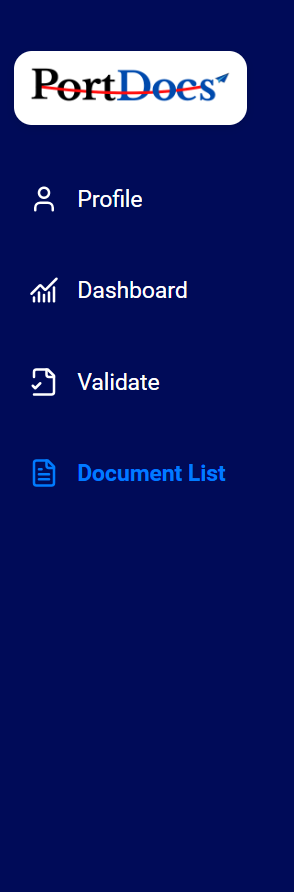 PortDocs
Profile
Dashboard
Validate
Document List